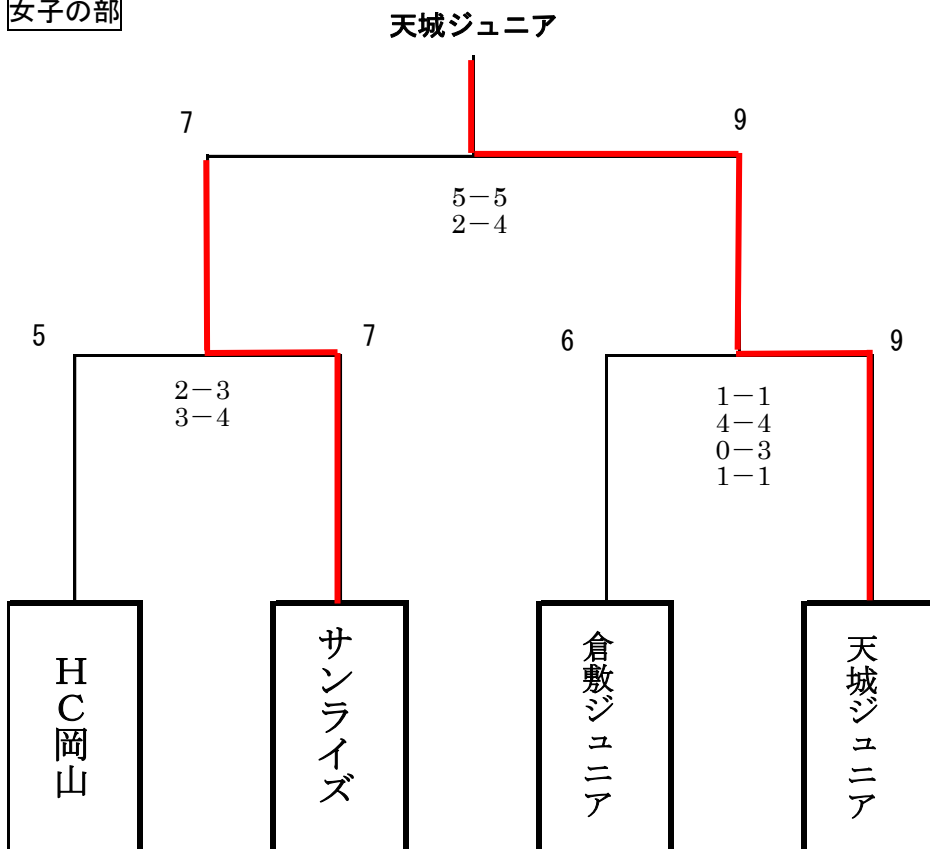 女子の部
天城ジュニア
7
9
5－5
2－4
5
7
6
9
2－3
3－4
1－1
4－4
0－3
1－1
HC岡山
サンライズ
倉敷ジュニア
天城ジュニア